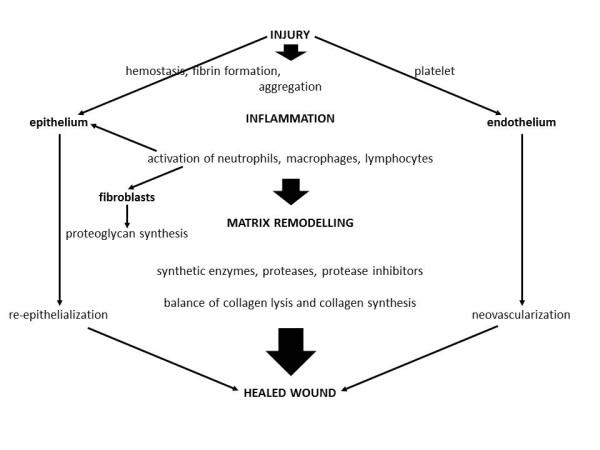 INJURY
hemostasis, fibrin formation, platelet
aggregation
INFLAMMATION
epithelium
endothelium
activation of neutrophils, macrophages, lymphocytes
fibroblasts
MATRIX REMODELLING
proteoglycan synthesis
synthetic enzymes, proteases, protease inhibitors
balance of collagen lysis and collagen synthesis
re-epithelialization
neovascularization
HEALED WOUND